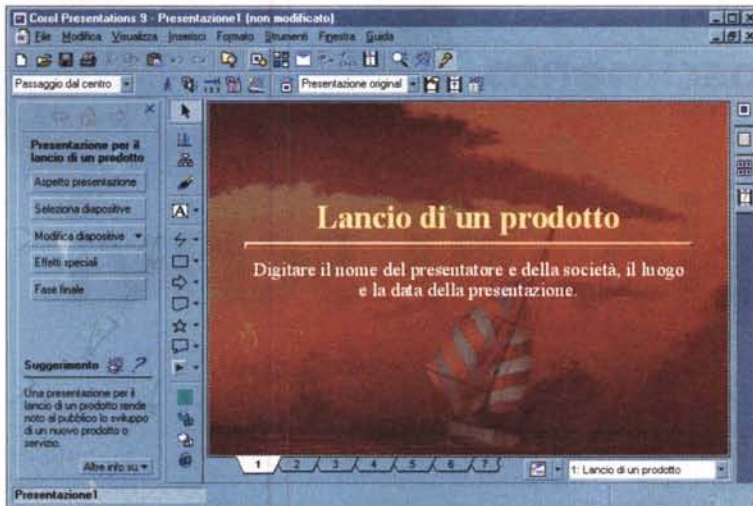 Corel Presentations 9 - Presentazione1 (non modificato)
File Modifica Visualizza Inserisci Formato Strumenti Finestra Guida
Passaggio dal centro
Presentazione original
Presentazione per il
lancio di un prodotto
Aspetto presentazione
Seleziona diapositive
Modifica diapositive
Effetti speciali
Fase finale
Suggerimento
Una presentazione per il
lancio di un prodotto rende
noto al pubblico lo sviluppo
di un nuovo prodotto o
servizio.
Altre info su
Lancio di un prodotto
Digitare il nome del presentatore e della società, il luogo
e la data della presentazione.
1 2 3 4 5 6 7
1: Lancio di un prodotto
Presentazione1